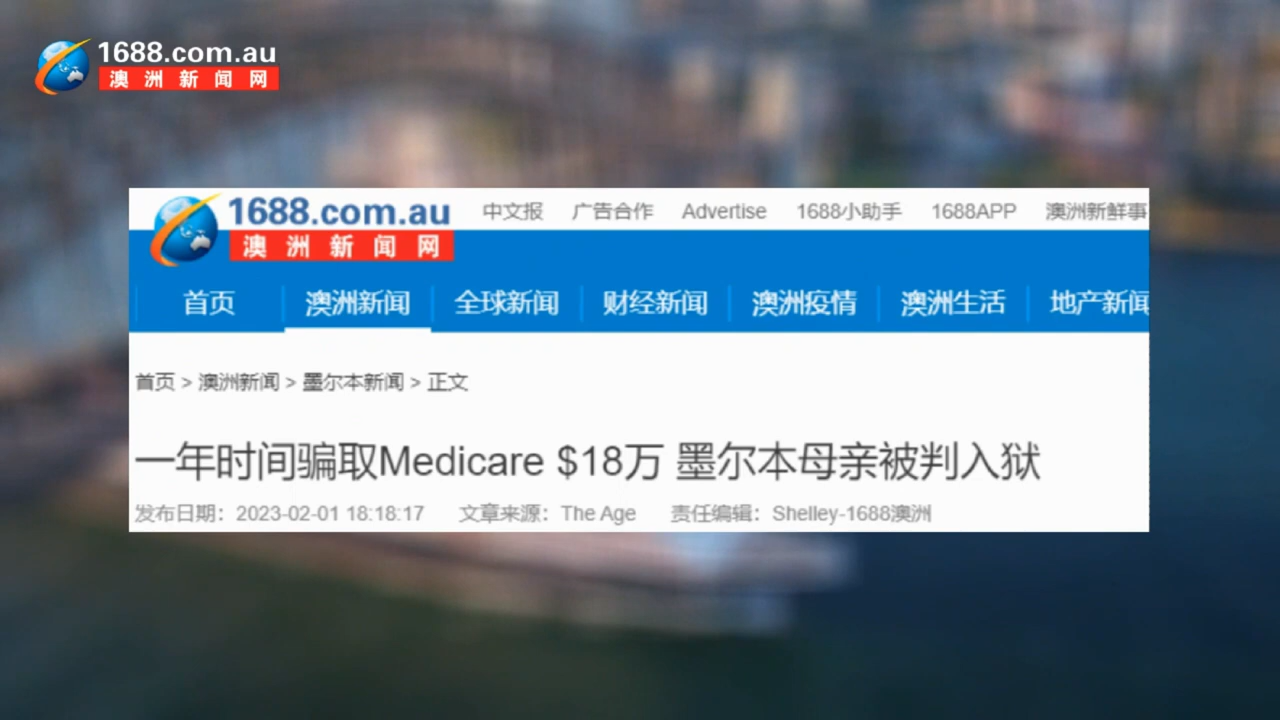 1688.com.au
澳洲新闻网
1688.com.au 中文报 广告合作 Advertise 1688小助手 1688APP 澳洲新鲜事
澳洲新闻网
首页 澳洲新闻 全球新闻 财经新闻 澳洲疫情 澳洲生活 地产新闻
首页 > 澳洲新闻 > 墨尔本新闻 > 正文
一年时间骗取Medicare $18万 墨尔本母亲被判入狱
发布日期：2023-02-01 18:18:17 文章来源：The Age 责任编辑：Shelley-1688澳洲